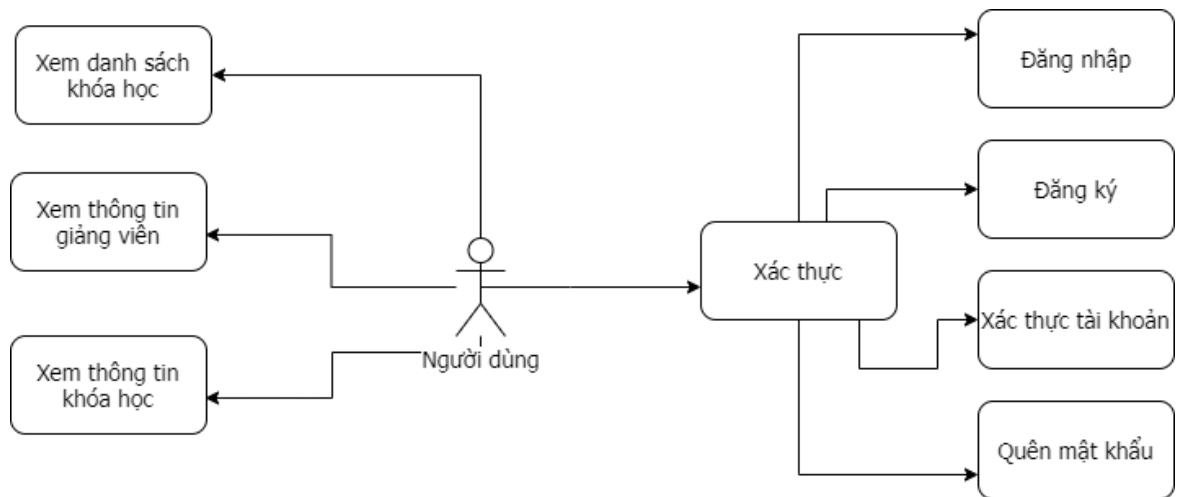 Xem danh sách
khóa học
Xem thông tin
giảng viên
Xem thông tin
khóa học
Người dùng
Xác thực
Đăng nhập
Đăng ký
Xác thực tài khoản
Quên mật khẩu